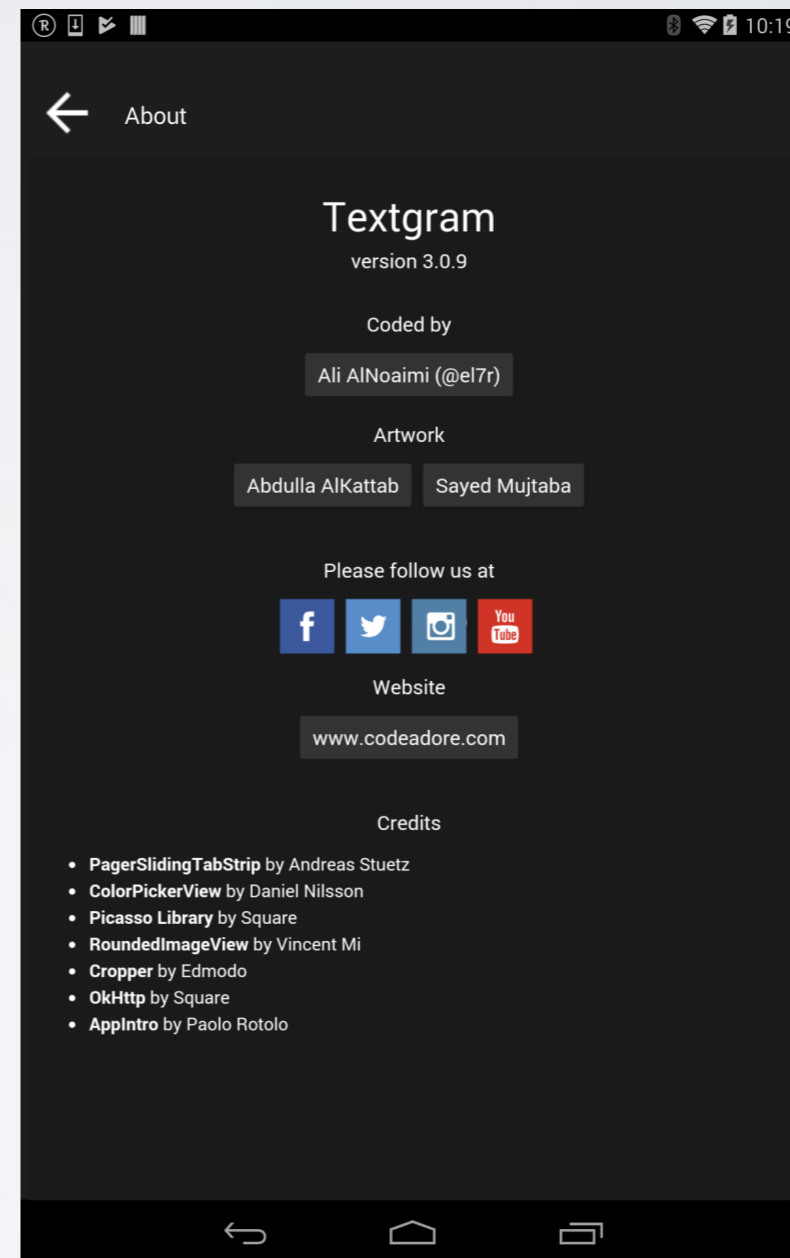 10:19
About
Textgram
version 3.0.9
Coded by
Ali AlNoaimi (@el7r)
Artwork
Abdulla AlKattab Sayed Mujtaba
Please follow us at
f You Tube
Website
www.codeadore.com
Credits
• PagerSlidingTabStrip by Andreas Stuetz
• ColorPickerView by Daniel Nilsson
• Picasso Library by Square
• RoundedImageView by Vincent Mi
• Cropper by Edmodo
• OkHttp by Square
• AppIntro by Paolo Rotolo